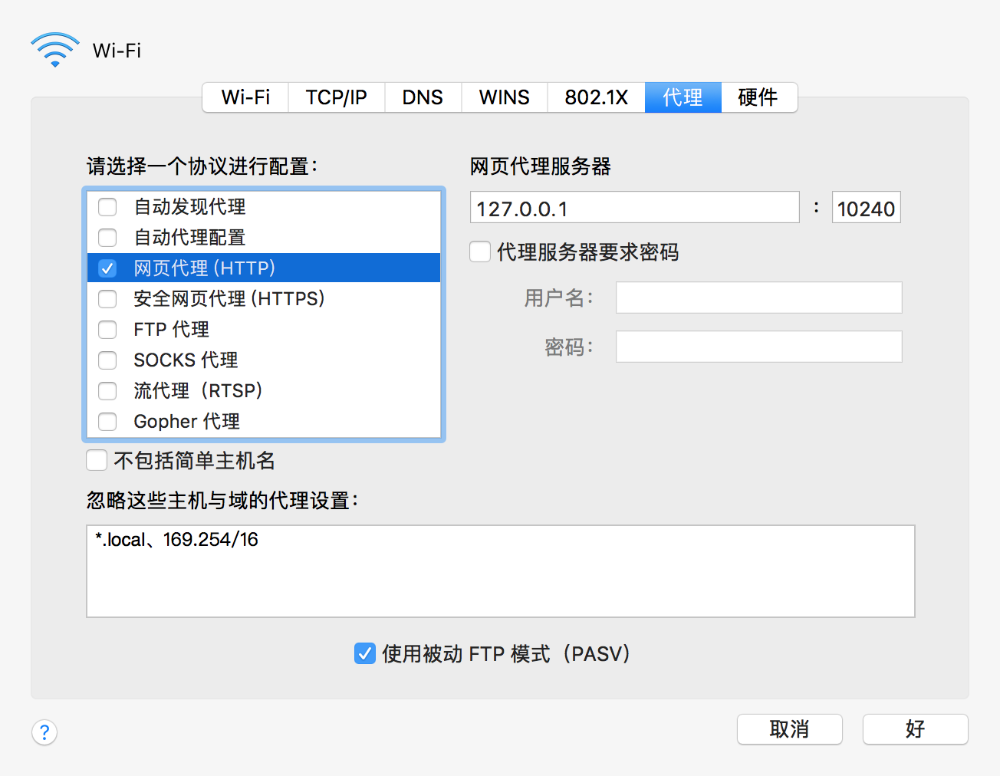 Wi-Fi
Wi-Fi TCP/IP DNS WINS 802.1X 代理 硬件
请选择一个协议进行配置：
自动发现代理
自动代理配置
网页代理 (HTTP)
安全网页代理 (HTTPS)
FTP 代理
SOCKS 代理
流代理（RTSP）
Gopher 代理
网页代理服务器
127.0.0.1 : 10240
代理服务器要求密码
用户名：
密码：
不包括简单主机名
忽略这些主机与域的代理设置：
*.local、169.254/16
使用被动 FTP 模式（PASV）
? 取消 好